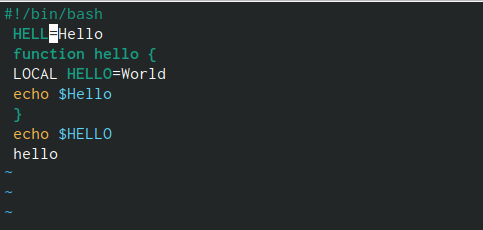 #!/bin/bash
HELL=Hello
function hello {
LOCAL HELLO=World
echo $Hello
}
echo $HELLO
hello
~
~
~